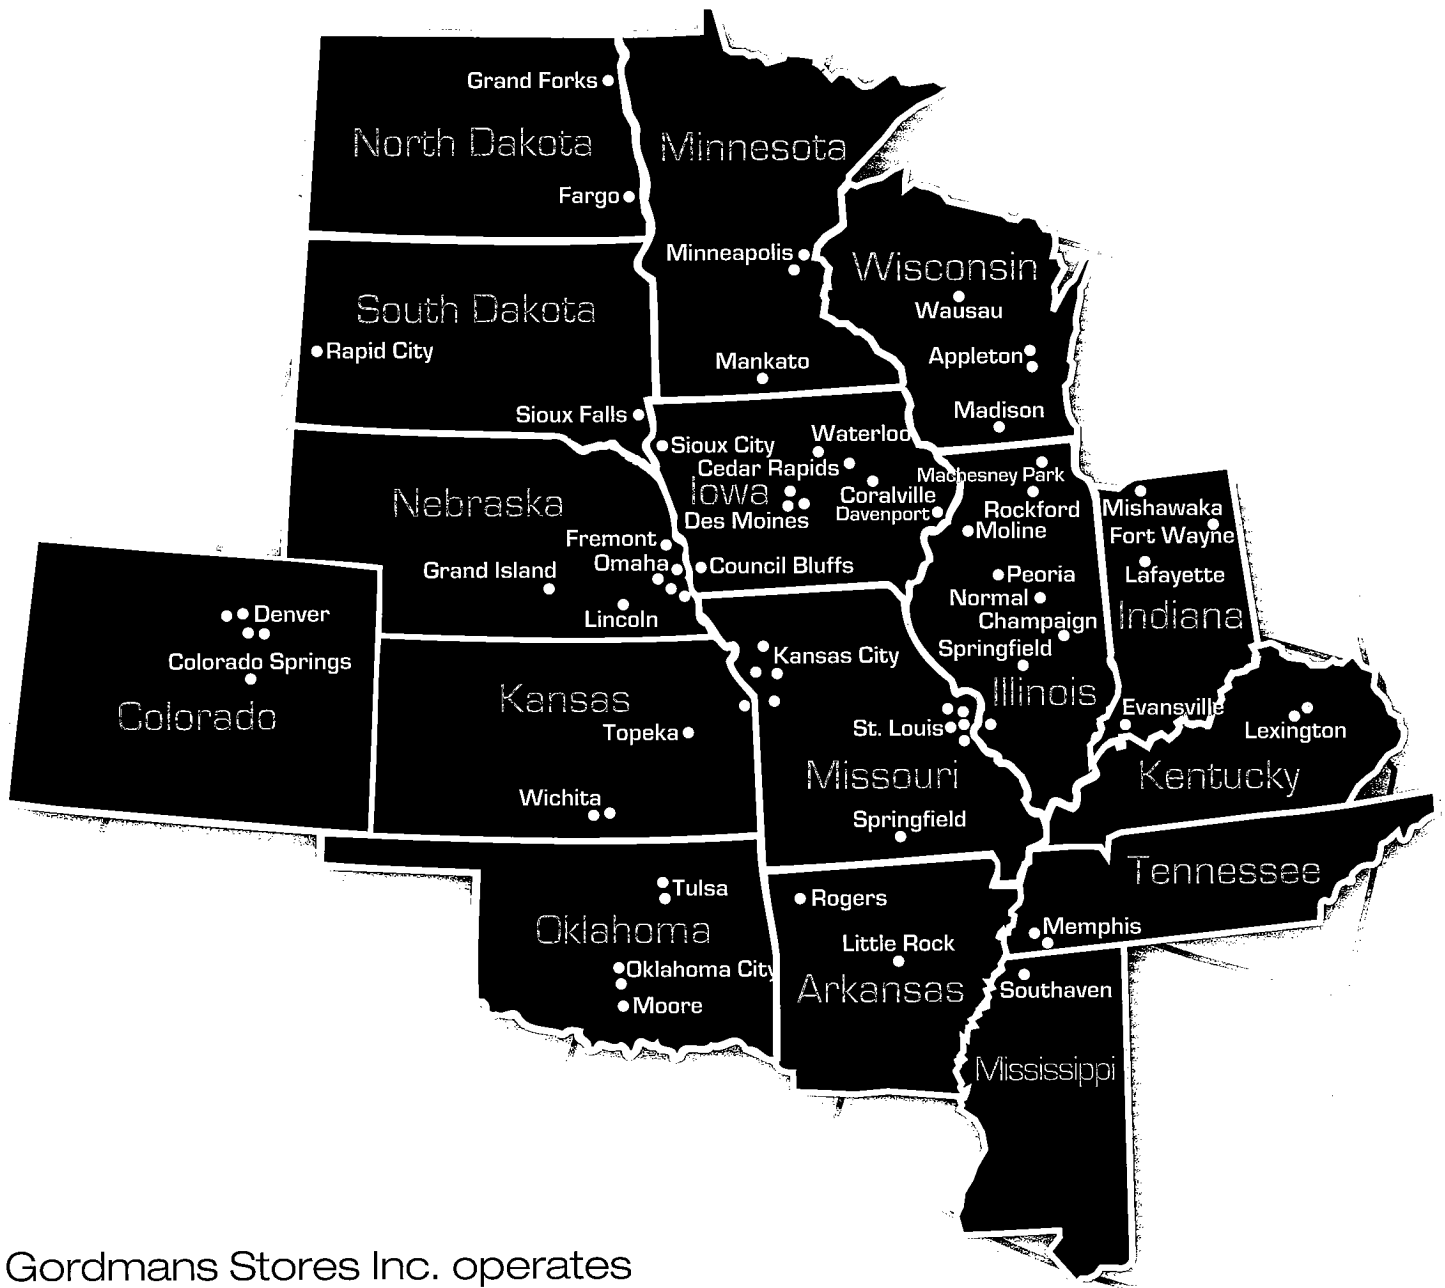 Grand Forks
North Dakota
Minnesota
Fargo
Minneapolis
Wisconsin
Wausau
South Dakota
Rapid City
Mankato
Appleton
Sioux Falls
Madison
Sioux City
Waterloo
Cedar Rapids
Machesney Park
Nebraska
Iowa
Coralville
Rockford
Mishawaka
Des Moines
Davenport
Moline
Fort Wayne
Fremont
Omaha
Council Bluffs
Grand Island
Peoria
Lafayette
Normal
Lincoln
Denver
Champaign
Indiana
Colorado Springs
Kansas City
Springfield
Kansas
Illinois
Colorado
Evansville
Topeka
St. Louis
Lexington
Missouri
Kentucky
Wichita
Springfield
Tennessee
Tulsa
Rogers
Oklahoma
Memphis
Little Rock
Oklahoma City
Arkansas
Southaven
Moore
Mississippi
Gordmans Stores Inc. operates